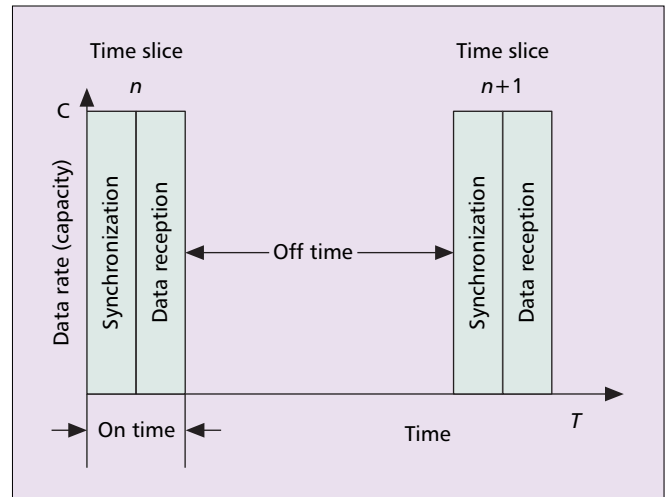 Time slice
n
Time slice
n+1
C
Data rate (capacity)
Synchronization
Data reception
Off time
Synchronization
Data reception
On time
Time
T